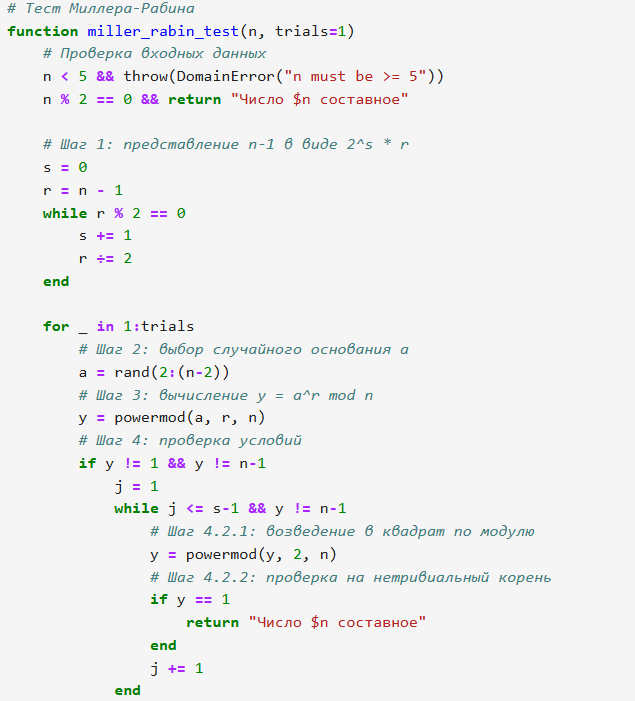 # Тест Миллера-Рабина
function miller_rabin_test(n, trials=1)
    # Проверка входных данных
    n < 5 && throw(DomainError("n must be >= 5"))
    n % 2 == 0 && return "Число $n составное"

    # Шаг 1: представление n-1 в виде 2^s * r
    s = 0
    r = n - 1
    while r % 2 == 0
        s += 1
        r ÷= 2
    end

    for _ in 1:trials
        # Шаг 2: выбор случайного основания a
        a = rand(2:(n-2))
        # Шаг 3: вычисление y = a^r mod n
        y = powermod(a, r, n)
        # Шаг 4: проверка условий
        if y != 1 && y != n-1
            j = 1
            while j <= s-1 && y != n-1
                # Шаг 4.2.1: возведение в квадрат по модулю
                y = powermod(y, 2, n)
                # Шаг 4.2.2: проверка на нетривиальный корень
                if y == 1
                    return "Число $n составное"
                end
                j += 1
            end